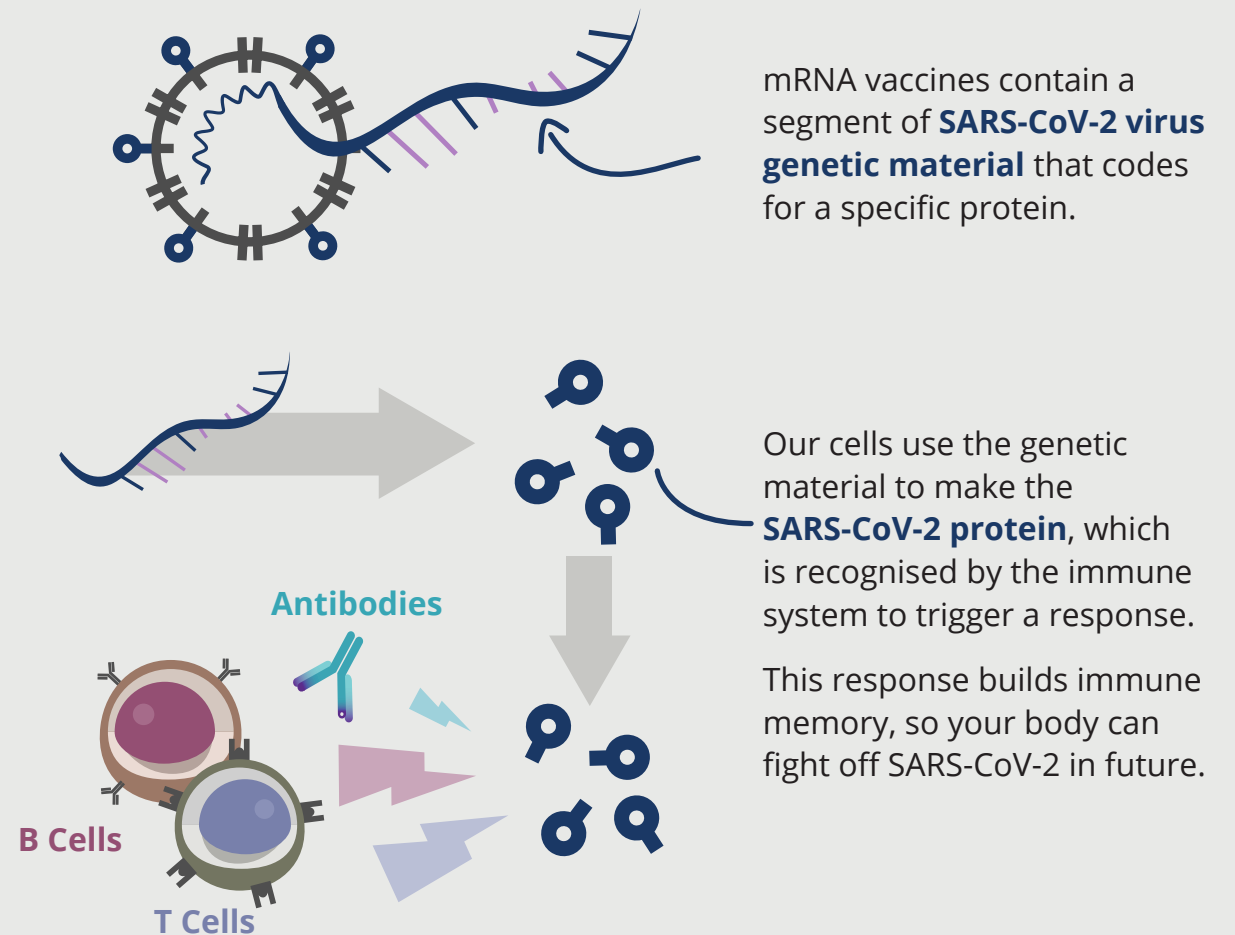 mRNA vaccines contain a
segment of SARS-CoV-2 virus
genetic material that codes
for a specific protein.
Our cells use the genetic
material to make the
SARS-CoV-2 protein, which
is recognised by the immune
system to trigger a response.
This response builds immune
memory, so your body can
fight off SARS-CoV-2 in future.
Antibodies
B Cells
T Cells